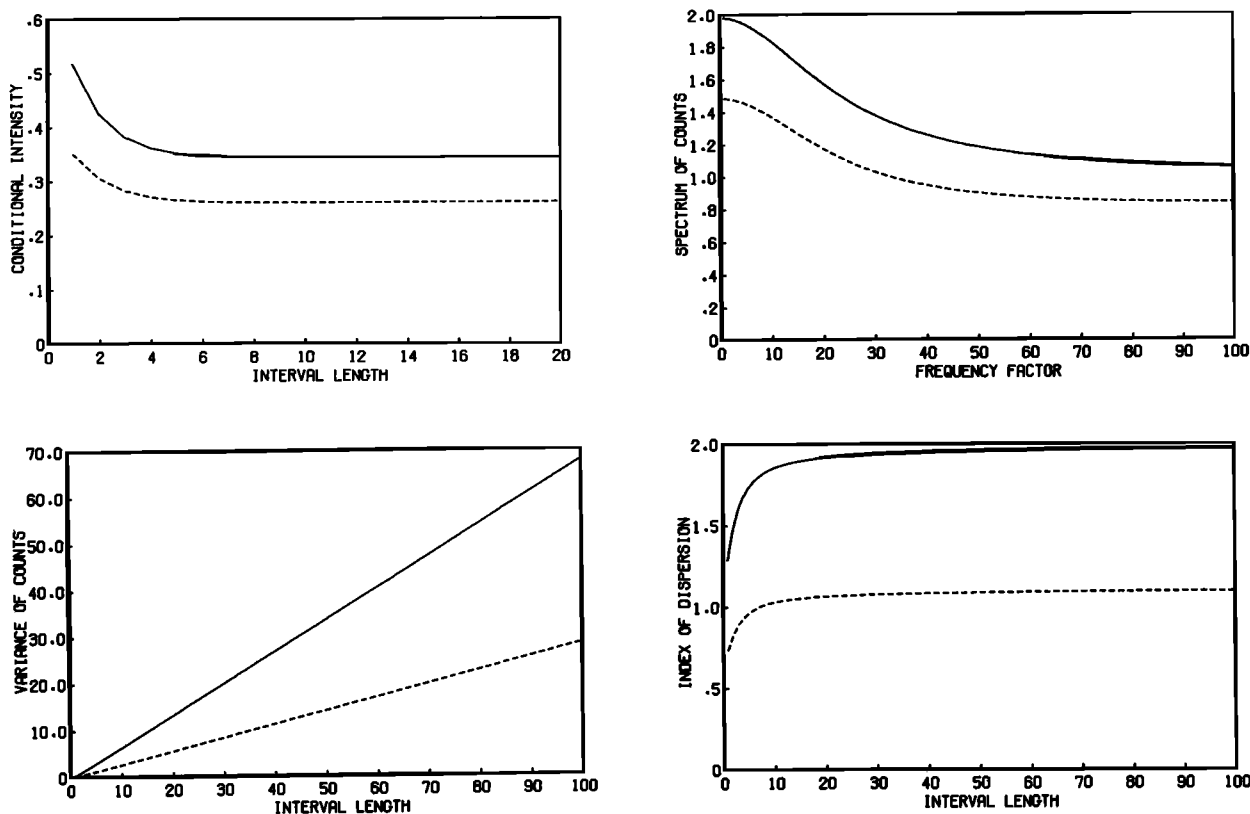 .6
.5
.4
.3
.2
.1
0
CONDITIONAL INTENSITY
0 2 4 6 8 10 12 14 16 18 20
INTERVAL LENGTH
2.0
1.8
1.6
1.4
1.2
1.0
.8
.6
.4
.2
0
SPECTRUM OF COUNTS
0 10 20 30 40 50 60 70 80 90 100
FREQUENCY FACTOR
70.0
60.0
50.0
40.0
30.0
20.0
10.0
0
VARIANCE OF COUNTS
0 10 20 30 40 50 60 70 80 90 100
INTERVAL LENGTH
2.0
1.5
1.0
.5
0
INDEX OF DISPERSION
0 10 20 30 40 50 60 70 80 90 100
INTERVAL LENGTH